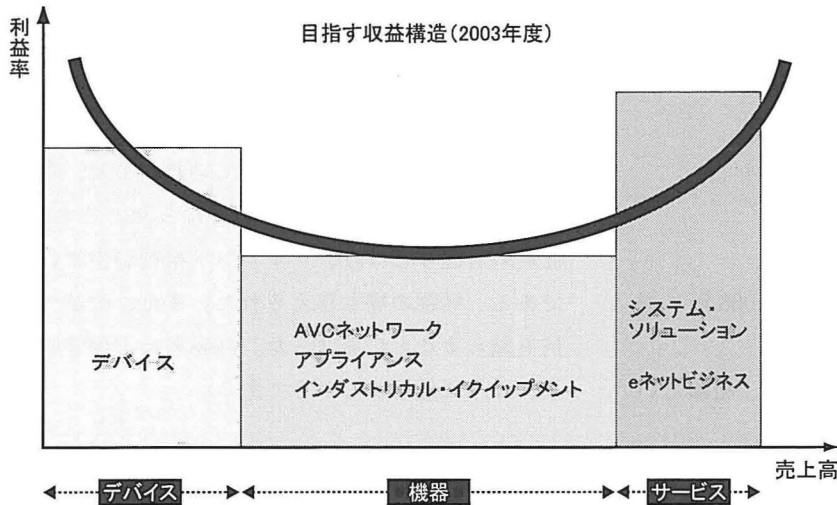 利益率
目指す収益構造(2003年度)
デバイス
AVCネットワーク
アプライアンス
インダストリカル・イクイップメント
システム・
ソリューション
eネットビジネス
売上高
デバイス
機器
サービス